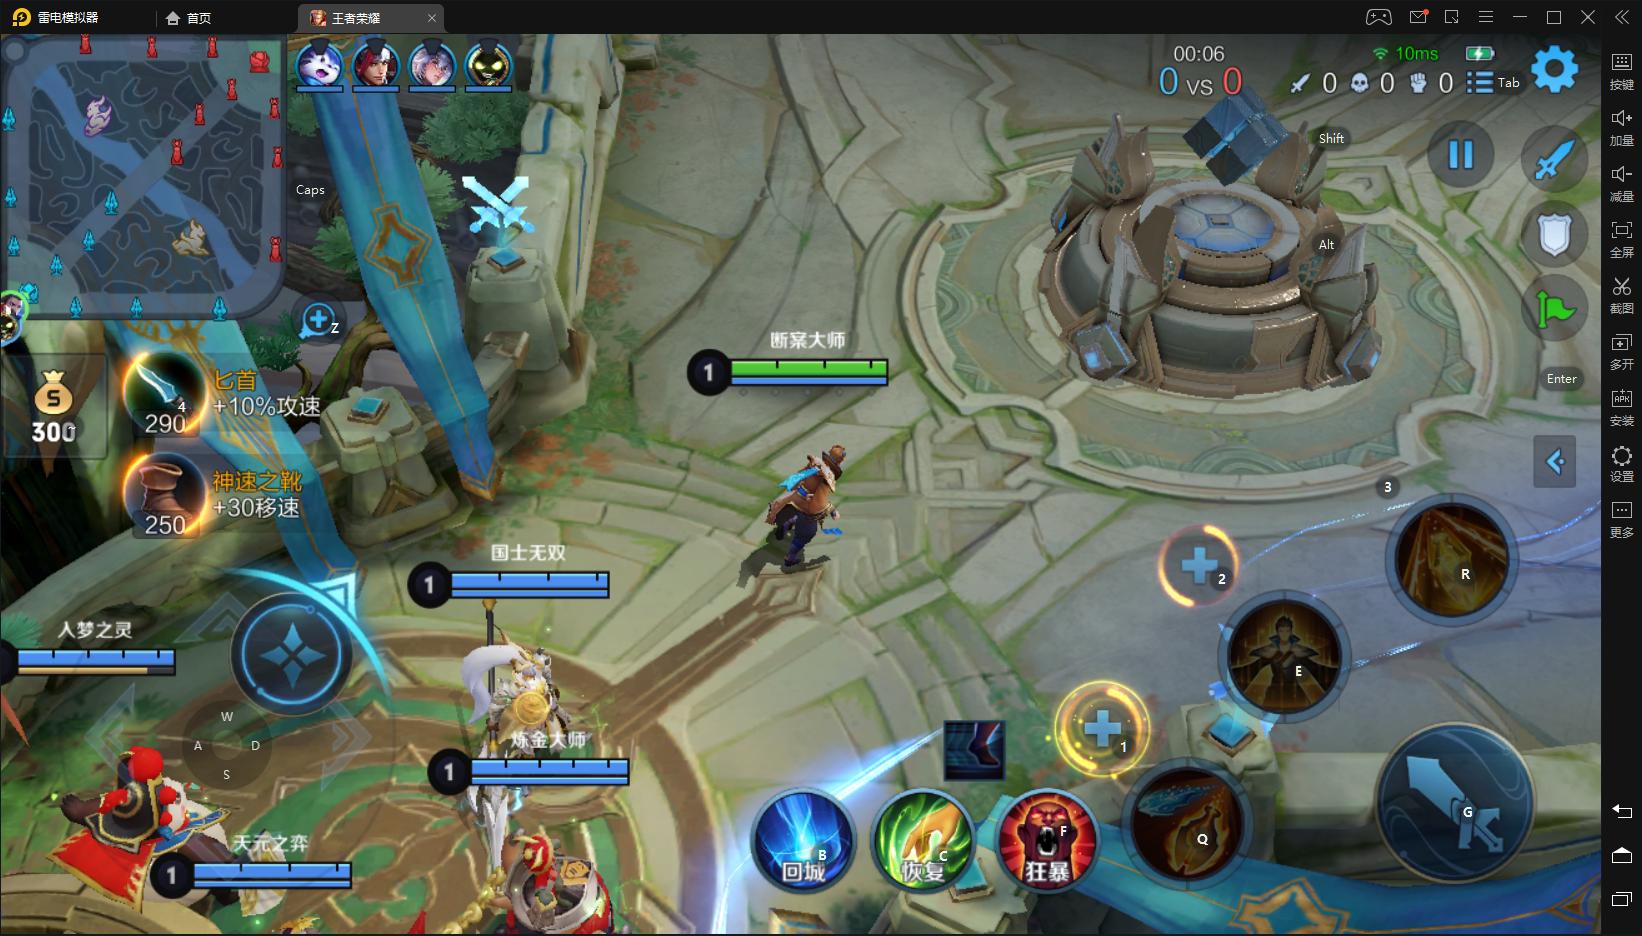 雷电模拟器
首页
王者荣耀
00:06
10ms
0 VS 0
0
0
0
Tab
Shift
Alt
Enter
Caps
Z
S
300
4
290
匕首
+10%攻速
250
神速之靴
+30移速
断案大师
1
国士无双
1
入梦之灵
炼金大师
1
天元之弈
1
W
A
D
S
3
2
1
R
E
Q
G
B
回城
C
恢复
F
狂暴
按键
加量
减量
全屏
截图
多开
APK
安装
设置
更多